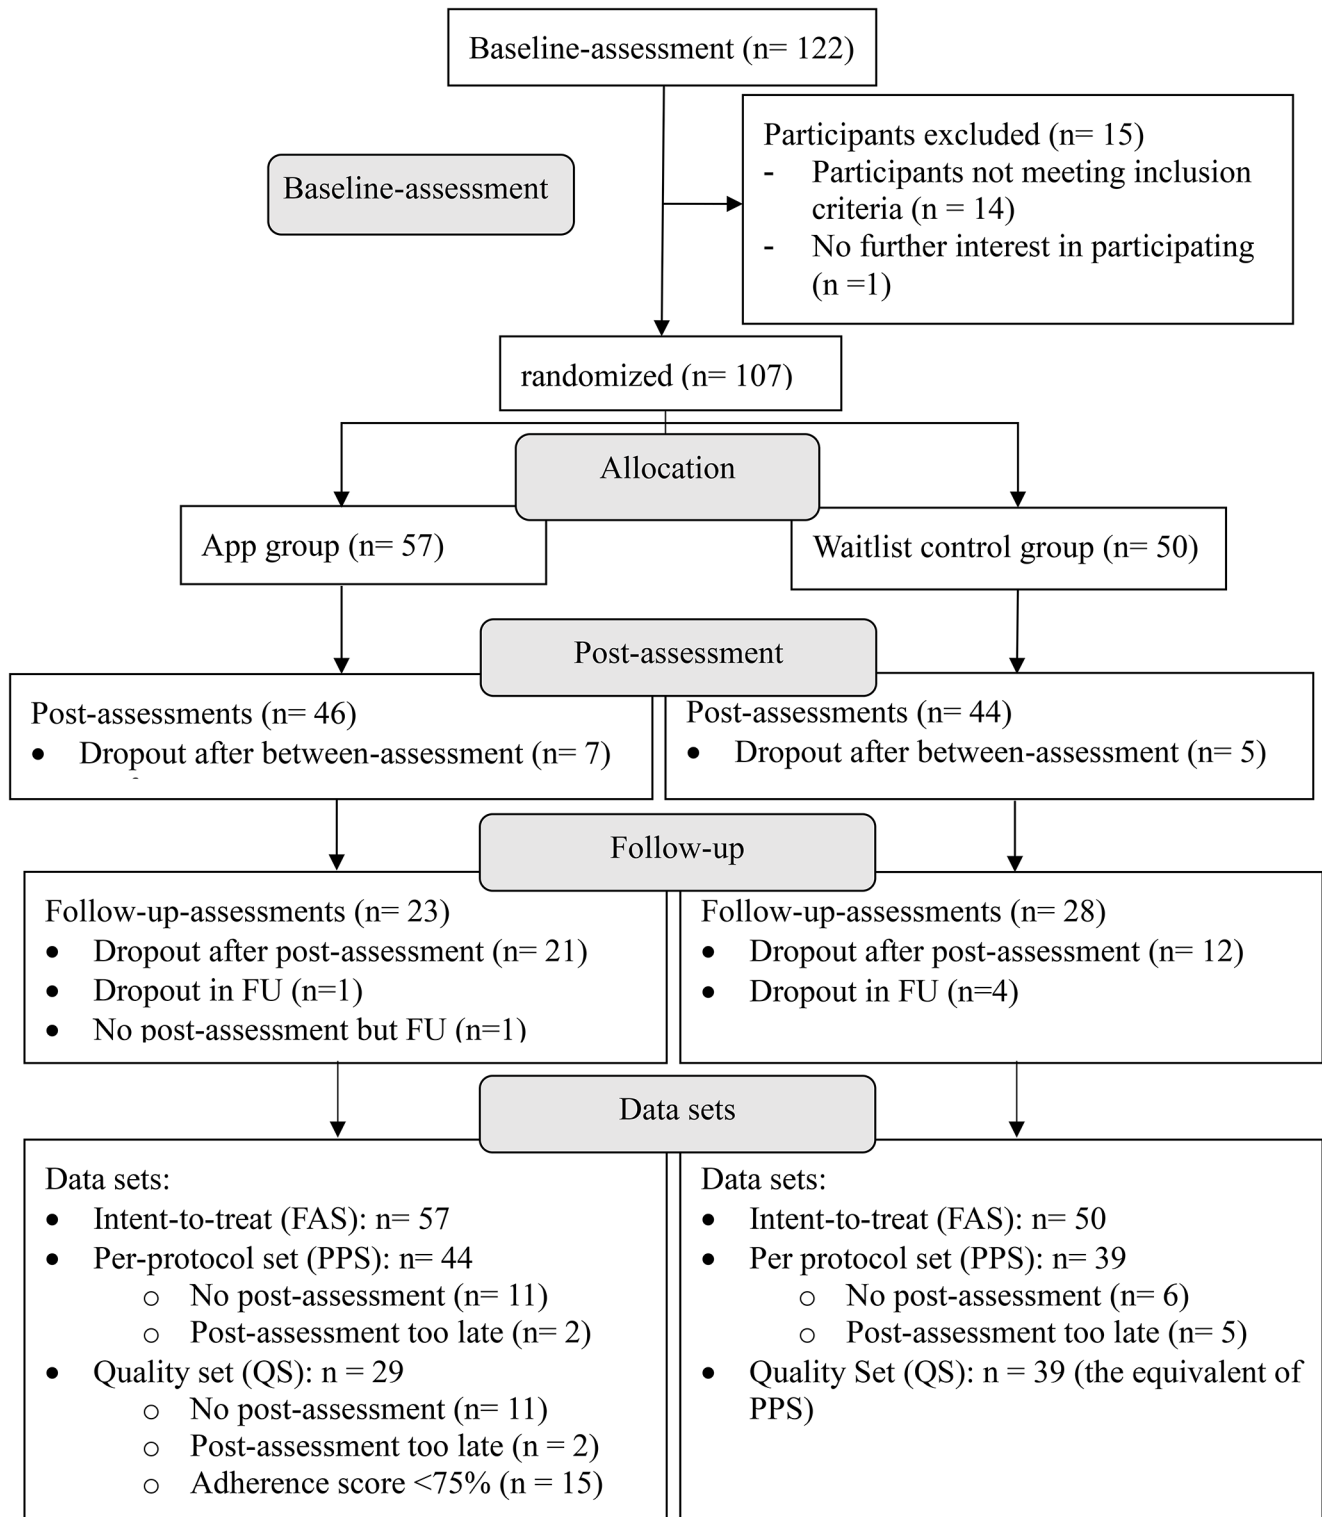 Baseline-assessment (n= 122)
Participants excluded (n= 15)
- Participants not meeting inclusion
criteria (n = 14)
- No further interest in participating
(n =1)
Baseline-assessment
randomized (n= 107)
Allocation
App group (n= 57)
Waitlist control group (n= 50)
Post-assessment
Post-assessments (n= 46)
• Dropout after between-assessment (n= 7)
Post-assessments (n= 44)
• Dropout after between-assessment (n= 5)
Follow-up
Follow-up-assessments (n= 23)
• Dropout after post-assessment (n= 21)
• Dropout in FU (n=1)
• No post-assessment but FU (n=1)
Follow-up-assessments (n= 28)
• Dropout after post-assessment (n= 12)
• Dropout in FU (n=4)
Data sets
Data sets:
• Intent-to-treat (FAS): n= 57
• Per-protocol set (PPS): n= 44
o No post-assessment (n= 11)
o Post-assessment too late (n= 2)
• Quality set (QS): n = 29
o No post-assessment (n= 11)
o Post-assessment too late (n = 2)
o Adherence score <75% (n = 15)
Data sets:
• Intent-to-treat (FAS): n= 50
• Per protocol set (PPS): n= 39
o No post-assessment (n= 6)
o Post-assessment too late (n= 5)
• Quality Set (QS): n = 39 (the equivalent of
PPS)